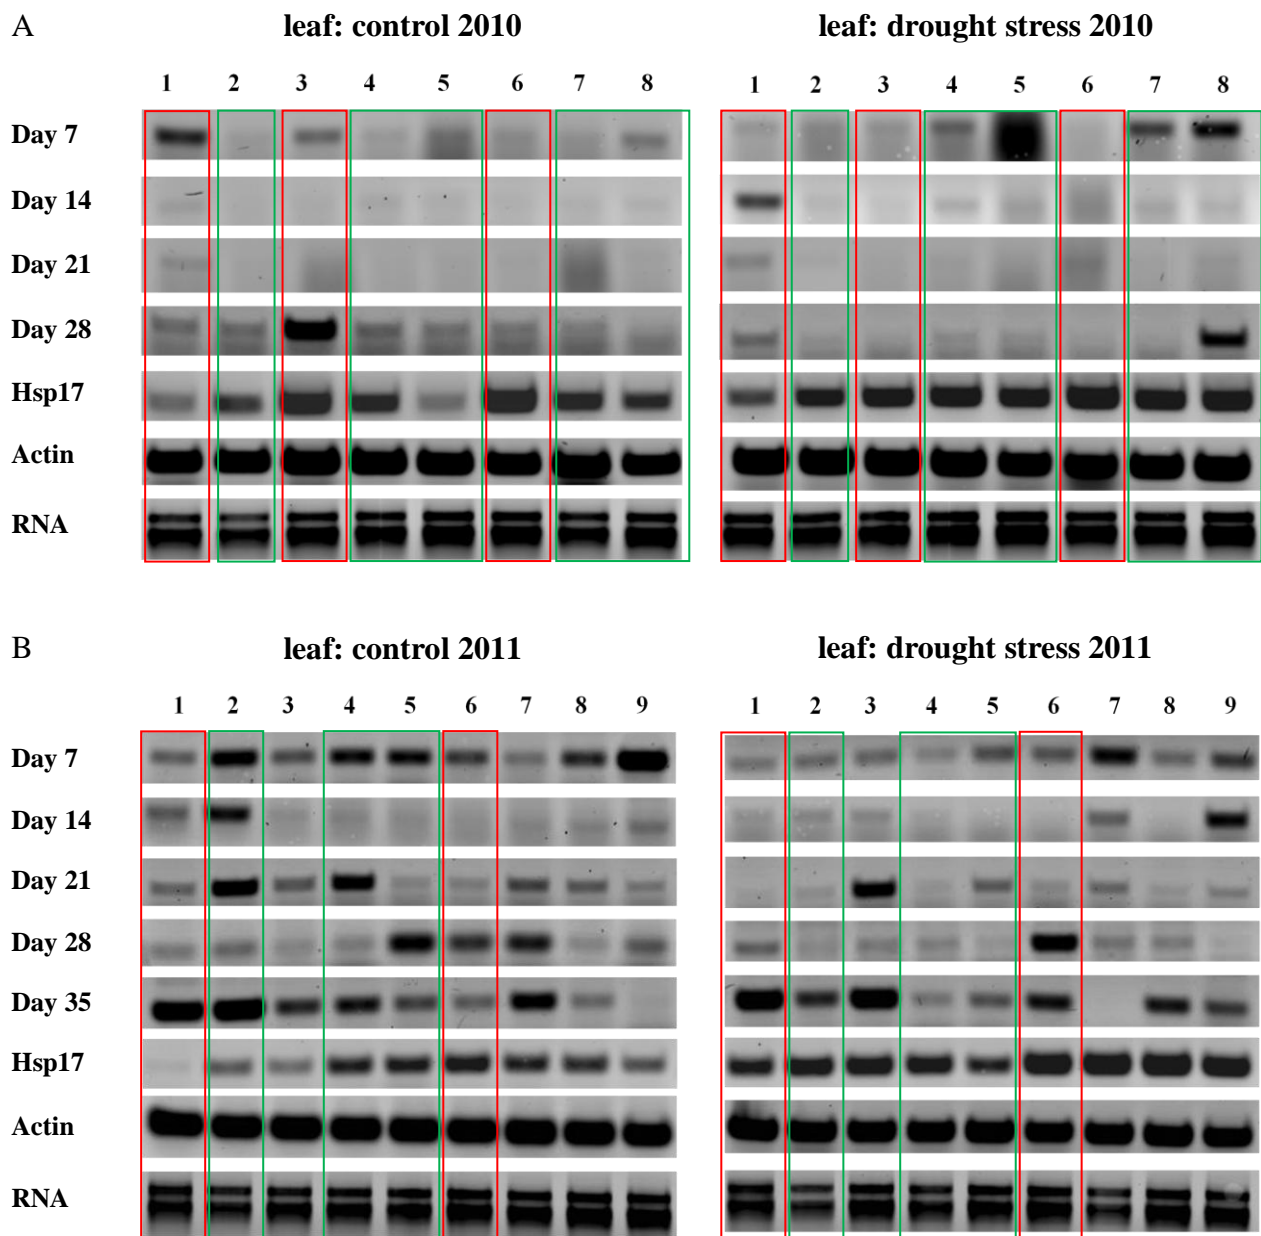 A leaf: control 2010 leaf: drought stress 2010
1 2 3 4 5 6 7 8 1 2 3 4 5 6 7 8
Day 7
Day 14
Day 21
Day 28
Hsp17
Actin
RNA
B leaf: control 2011 leaf: drought stress 2011
1 2 3 4 5 6 7 8 9 1 2 3 4 5 6 7 8 9
Day 7
Day 14
Day 21
Day 28
Day 35
Hsp17
Actin
RNA